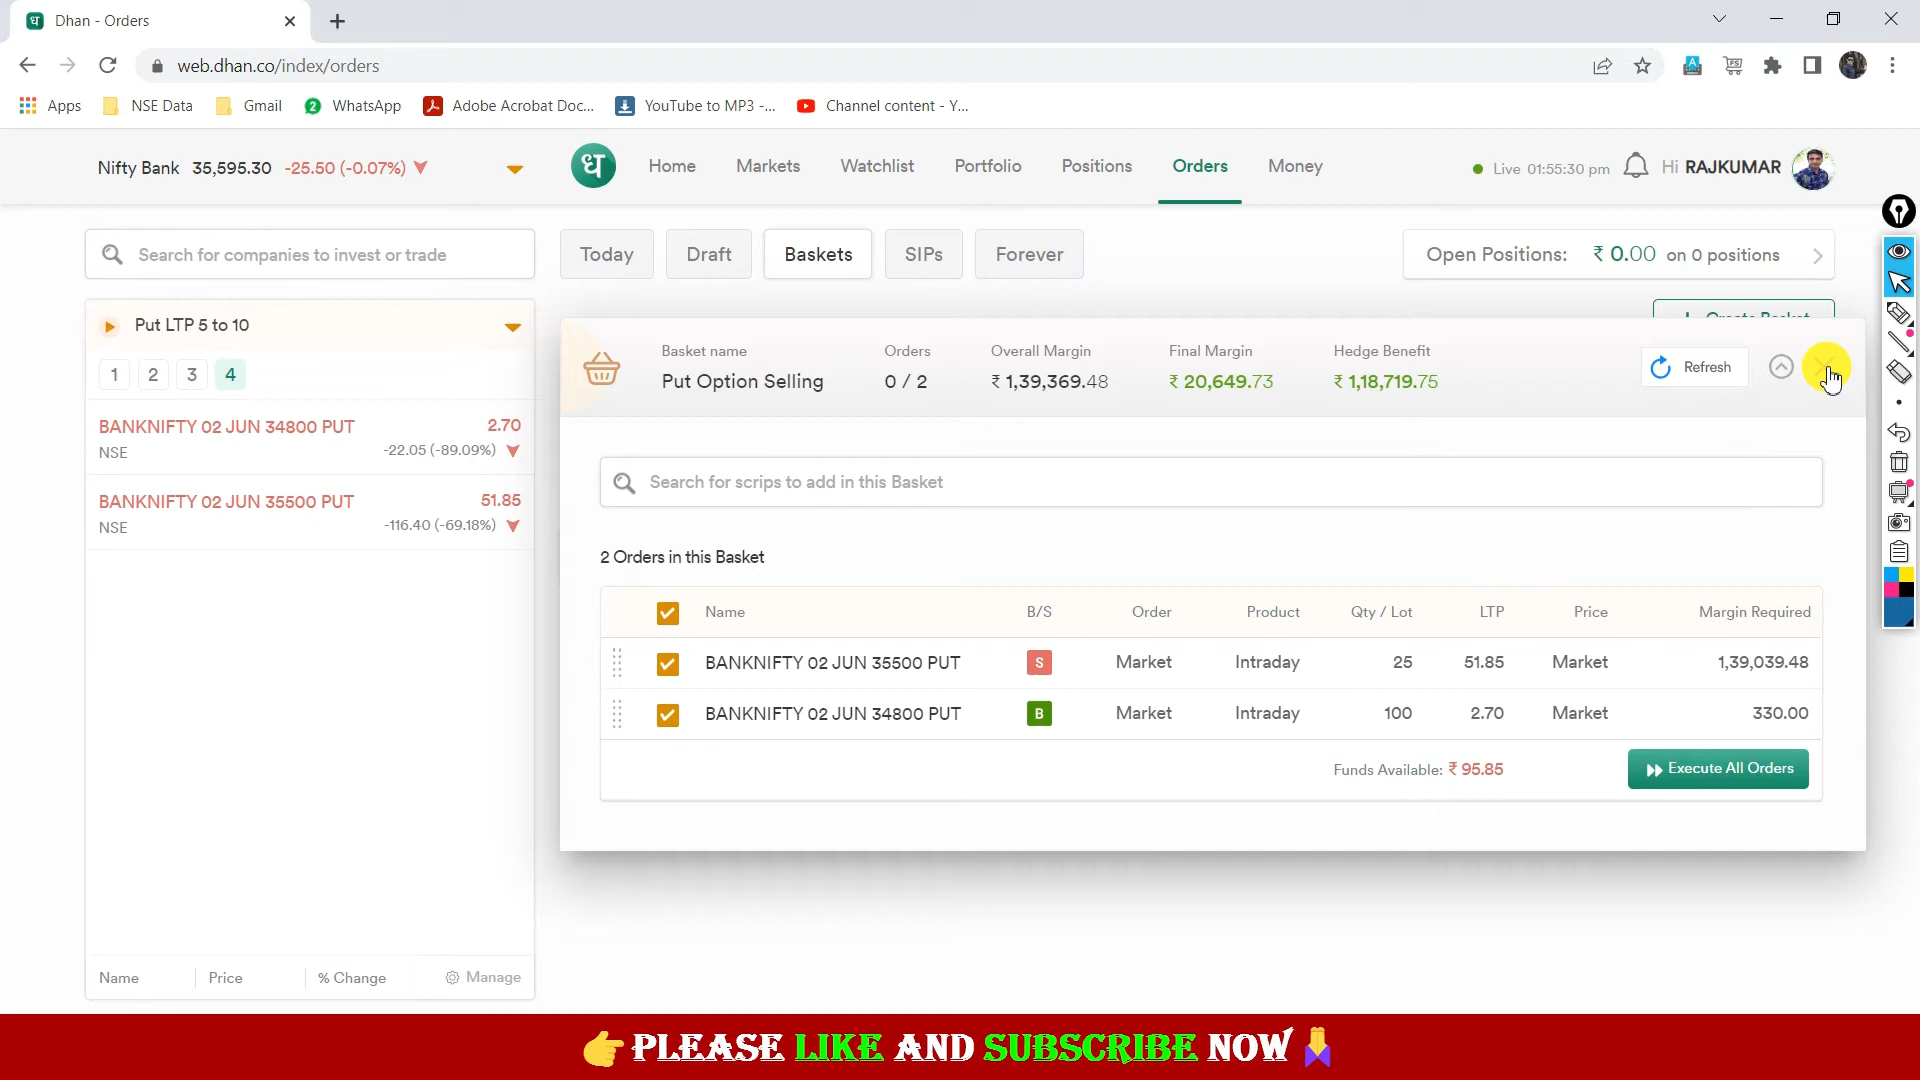 Dhan - Orders
web.dhan.co/index/orders
Apps NSE Data Gmail 2 WhatsApp Adobe Acrobat Doc... YouTube to MP3 -... Channel content - Y...
Nifty Bank 35,595.30 -25.50 (-0.07%)
ध Home Markets Watchlist Portfolio Positions Orders Money
Live 01:55:30 pm Hi RAJKUMAR
Search for companies to invest or trade
Today Draft Baskets SIPs Forever
Open Positions: ₹ 0.00 on 0 positions
Create Basket
Put LTP 5 to 10
1 2 3 4
BANKNIFTY 02 JUN 34800 PUT 2.70
NSE -22.05 (-89.09%)
BANKNIFTY 02 JUN 35500 PUT 51.85
NSE -116.40 (-69.18%)
Name Price % Change Manage
Basket name Orders Overall Margin Final Margin Hedge Benefit
Put Option Selling 0 / 2 ₹ 1,39,369.48 ₹ 20,649.73 ₹ 1,18,719.75
Refresh
Search for scrips to add in this Basket
2 Orders in this Basket
Name B/S Order Product Qty / Lot LTP Price Margin Required
BANKNIFTY 02 JUN 35500 PUT S Market Intraday 25 51.85 Market 1,39,039.48
BANKNIFTY 02 JUN 34800 PUT B Market Intraday 100 2.70 Market 330.00
Funds Available: ₹ 95.85 Execute All Orders
PLEASE LIKE AND SUBSCRIBE NOW